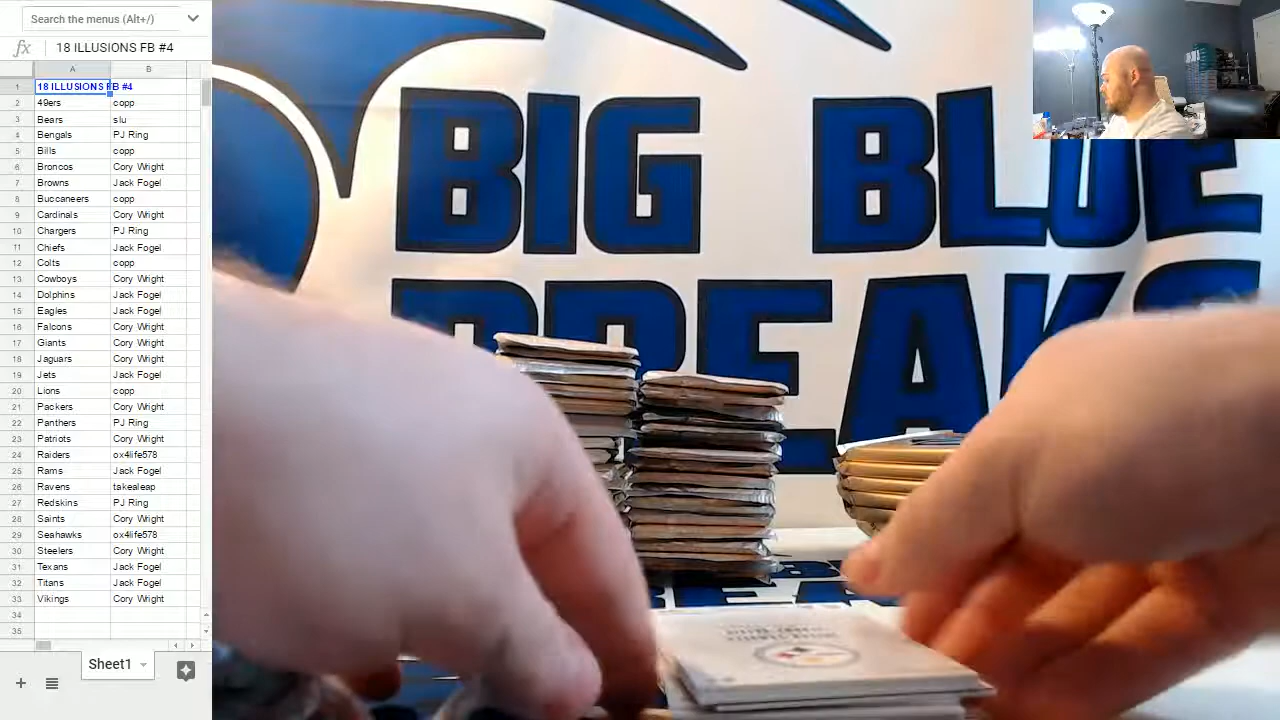 Search the menus (Alt+/)
fx 18 ILLUSIONS FB #4
A B
1 18 ILLUSIONS FB #4
2 49ers copp
3 Bears slu
4 Bengals PJ Ring
5 Bills copp
6 Broncos Cory Wright
7 Browns Jack Fogel
8 Buccaneers copp
9 Cardinals Cory Wright
10 Chargers PJ Ring
11 Chiefs Jack Fogel
12 Colts copp
13 Cowboys Cory Wright
14 Dolphins Jack Fogel
15 Eagles Jack Fogel
16 Falcons Cory Wright
17 Giants Cory Wright
18 Jaguars Cory Wright
19 Jets Jack Fogel
20 Lions copp
21 Packers Cory Wright
22 Panthers PJ Ring
23 Patriots Cory Wright
24 Raiders ox4life578
25 Rams Jack Fogel
26 Ravens takealeap
27 Redskins PJ Ring
28 Saints Cory Wright
29 Seahawks ox4life578
30 Steelers Cory Wright
31 Texans Jack Fogel
32 Titans Jack Fogel
33 Vikings Cory Wright
34
35
Sheet1
BIG BLUE
BREAKS